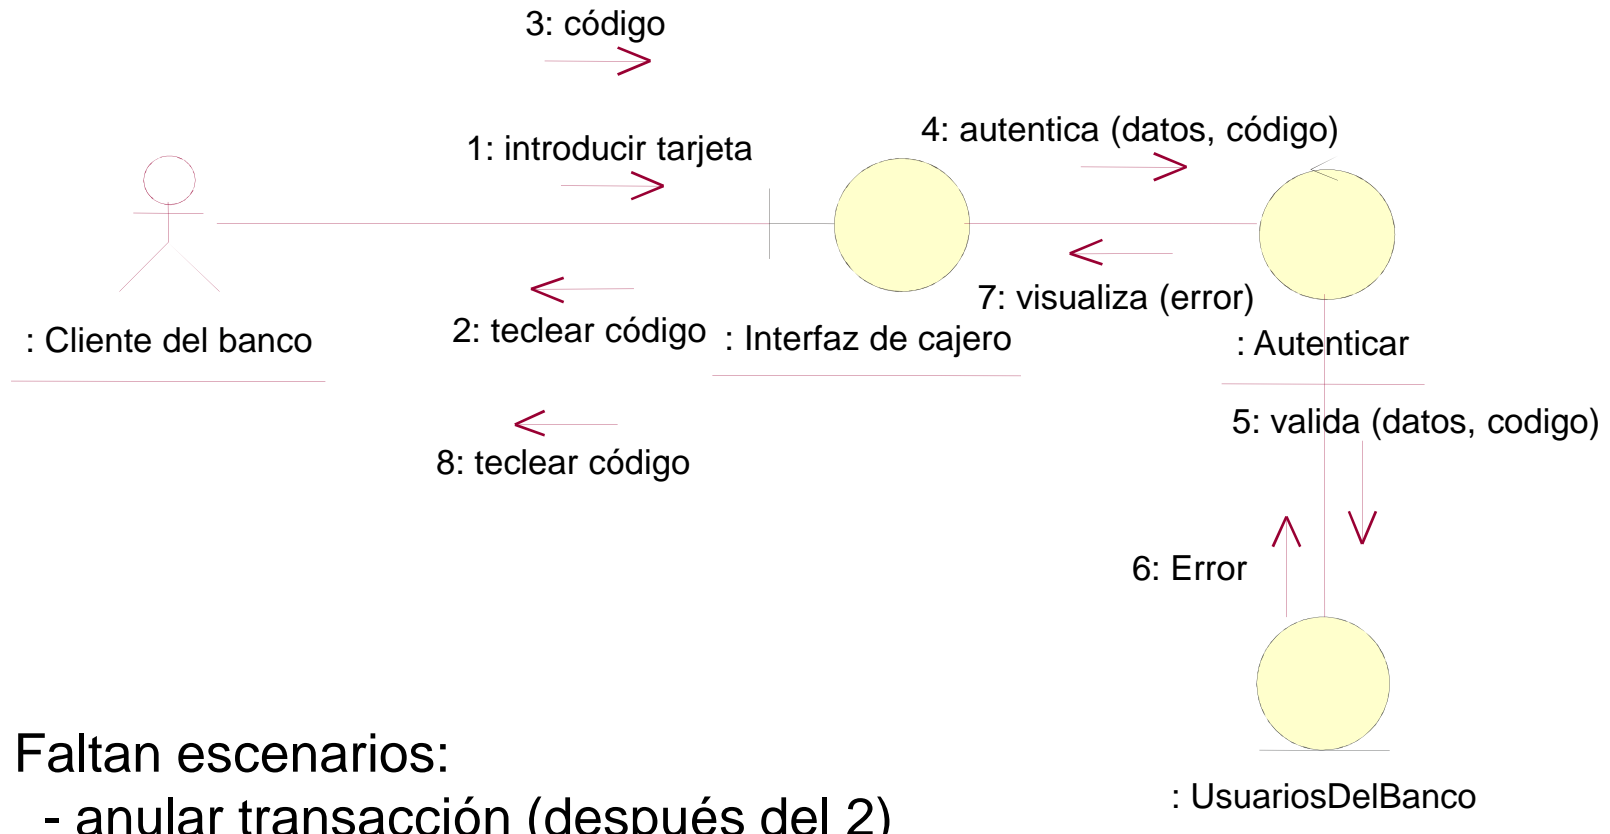 3: código
1: introducir tarjeta
4: autentica (datos, código)
7: visualiza (error)
2: teclear código
: Cliente del banco
: Interfaz de cajero
: Autenticar
5: valida (datos, codigo)
8: teclear código
6: Error
Faltan escenarios:
: UsuariosDelBanco
- anular transacción (después del 2)